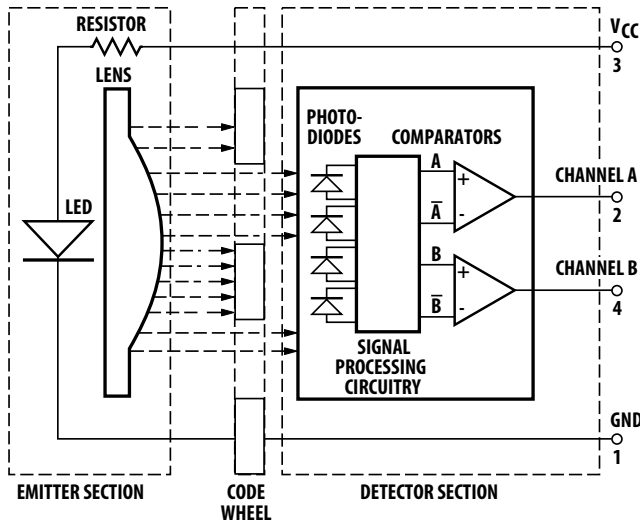 RESISTOR
LENS
LED
PHOTO-
DIODES
COMPARATORS
A
A̅
B
B̅
+
-
+
-
SIGNAL
PROCESSING
CIRCUITRY
VCC
3
CHANNEL A
2
CHANNEL B
4
GND
1
EMITTER SECTION
CODE
WHEEL
DETECTOR SECTION